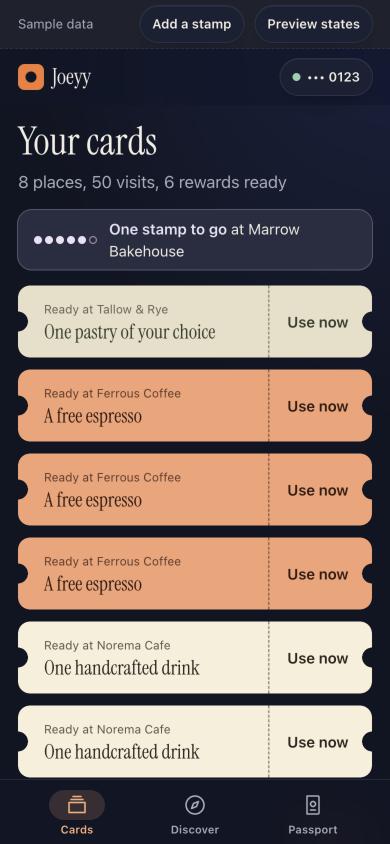 Sample data
Add a stamp
Preview states
Joeyy
••• 0123
Your cards
8 places, 50 visits, 6 rewards ready
One stamp to go at Marrow
Bakehouse
Ready at Tallow & Rye
One pastry of your choice
Use now
Ready at Ferrous Coffee
A free espresso
Use now
Ready at Ferrous Coffee
A free espresso
Use now
Ready at Ferrous Coffee
A free espresso
Use now
Ready at Norema Cafe
One handcrafted drink
Use now
Ready at Norema Cafe
One handcrafted drink
Use now
Cards
Discover
Passport